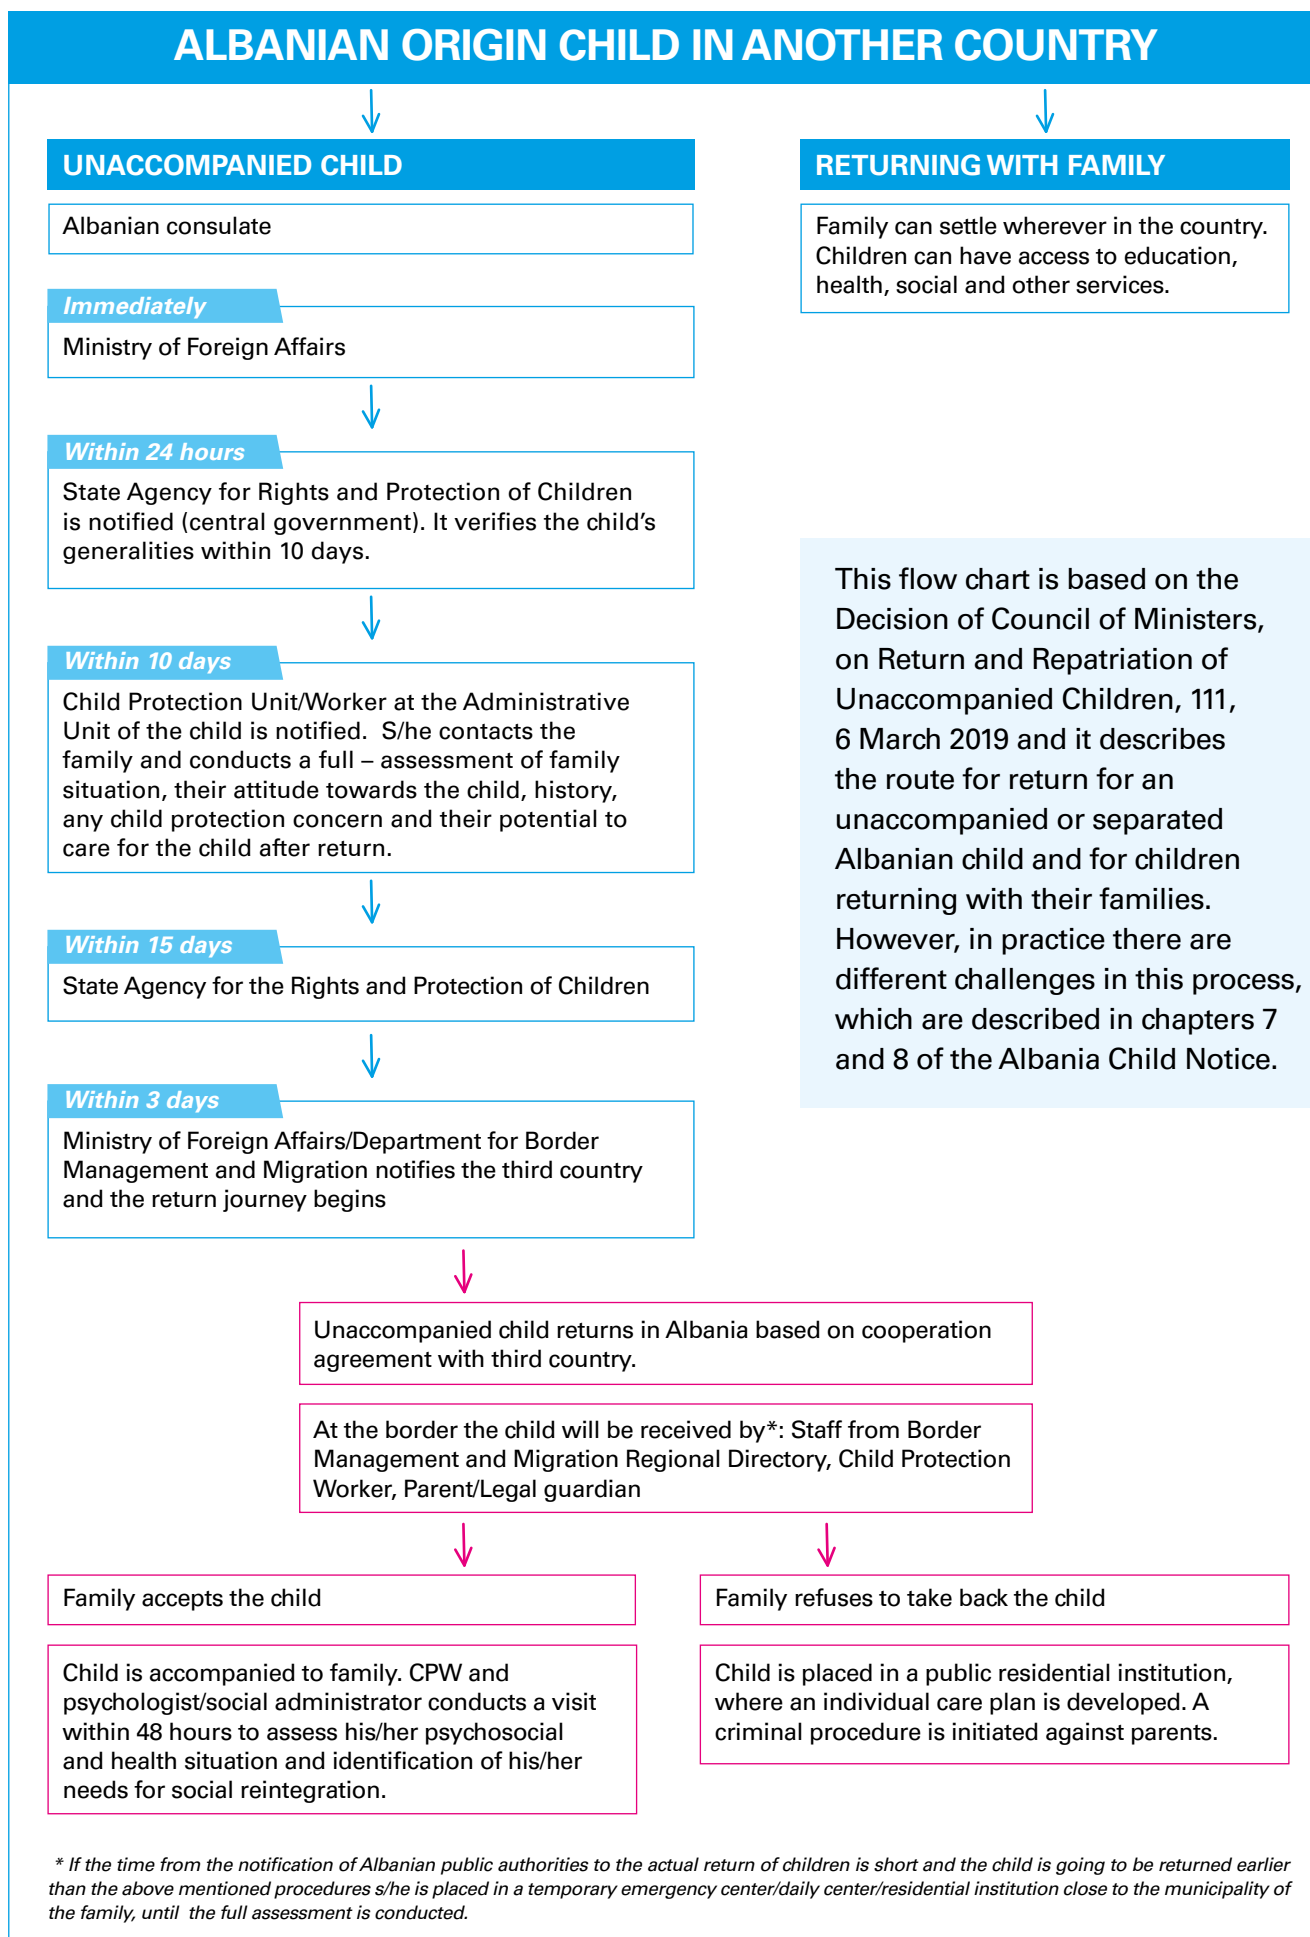 ALBANIAN ORIGIN CHILD IN ANOTHER COUNTRY
UNACCOMPANIED CHILD
Albanian consulate
Immediately
Ministry of Foreign Affairs
Within 24 hours
State Agency for Rights and Protection of Children
is notified (central government). It verifies the child's
generalities within 10 days.
Within 10 days
Child Protection Unit/Worker at the Administrative
Unit of the child is notified.  S/he contacts the
family and conducts a full – assessment of family
situation, their attitude towards the child, history,
any child protection concern and their potential to
care for the child after return.
Within 15 days
State Agency for the Rights and Protection of Children
Within 3 days
Ministry of Foreign Affairs/Department for Border
Management and Migration notifies the third country
and the return journey begins
RETURNING WITH FAMILY
Family can settle wherever in the country.
Children can have access to education,
health, social and other services.
This flow chart is based on the
Decision of Council of Ministers,
on Return and Repatriation of
Unaccompanied Children, 111,
6 March 2019 and it describes
the route for return for an
unaccompanied or separated
Albanian child and for children
returning with their families.
However, in practice there are
different challenges in this process,
which are described in chapters 7
and 8 of the Albania Child Notice.
Unaccompanied child returns in Albania based on cooperation
agreement with third country.
At the border the child will be received by*: Staff from Border
Management and Migration Regional Directory, Child Protection
Worker, Parent/Legal guardian
Family accepts the child
Child is accompanied to family. CPW and
psychologist/social administrator conducts a visit
within 48 hours to assess his/her psychosocial
and health situation and identification of his/her
needs for social reintegration.
Family refuses to take back the child
Child is placed in a public residential institution,
where an individual care plan is developed. A
criminal procedure is initiated against parents.
* If the time from the notification of Albanian public authorities to the actual return of children is short and the child is going to be returned earlier
than the above mentioned procedures s/he is placed in a temporary emergency center/daily center/residential institution close to the municipality of
the family, until  the full assessment is conducted.